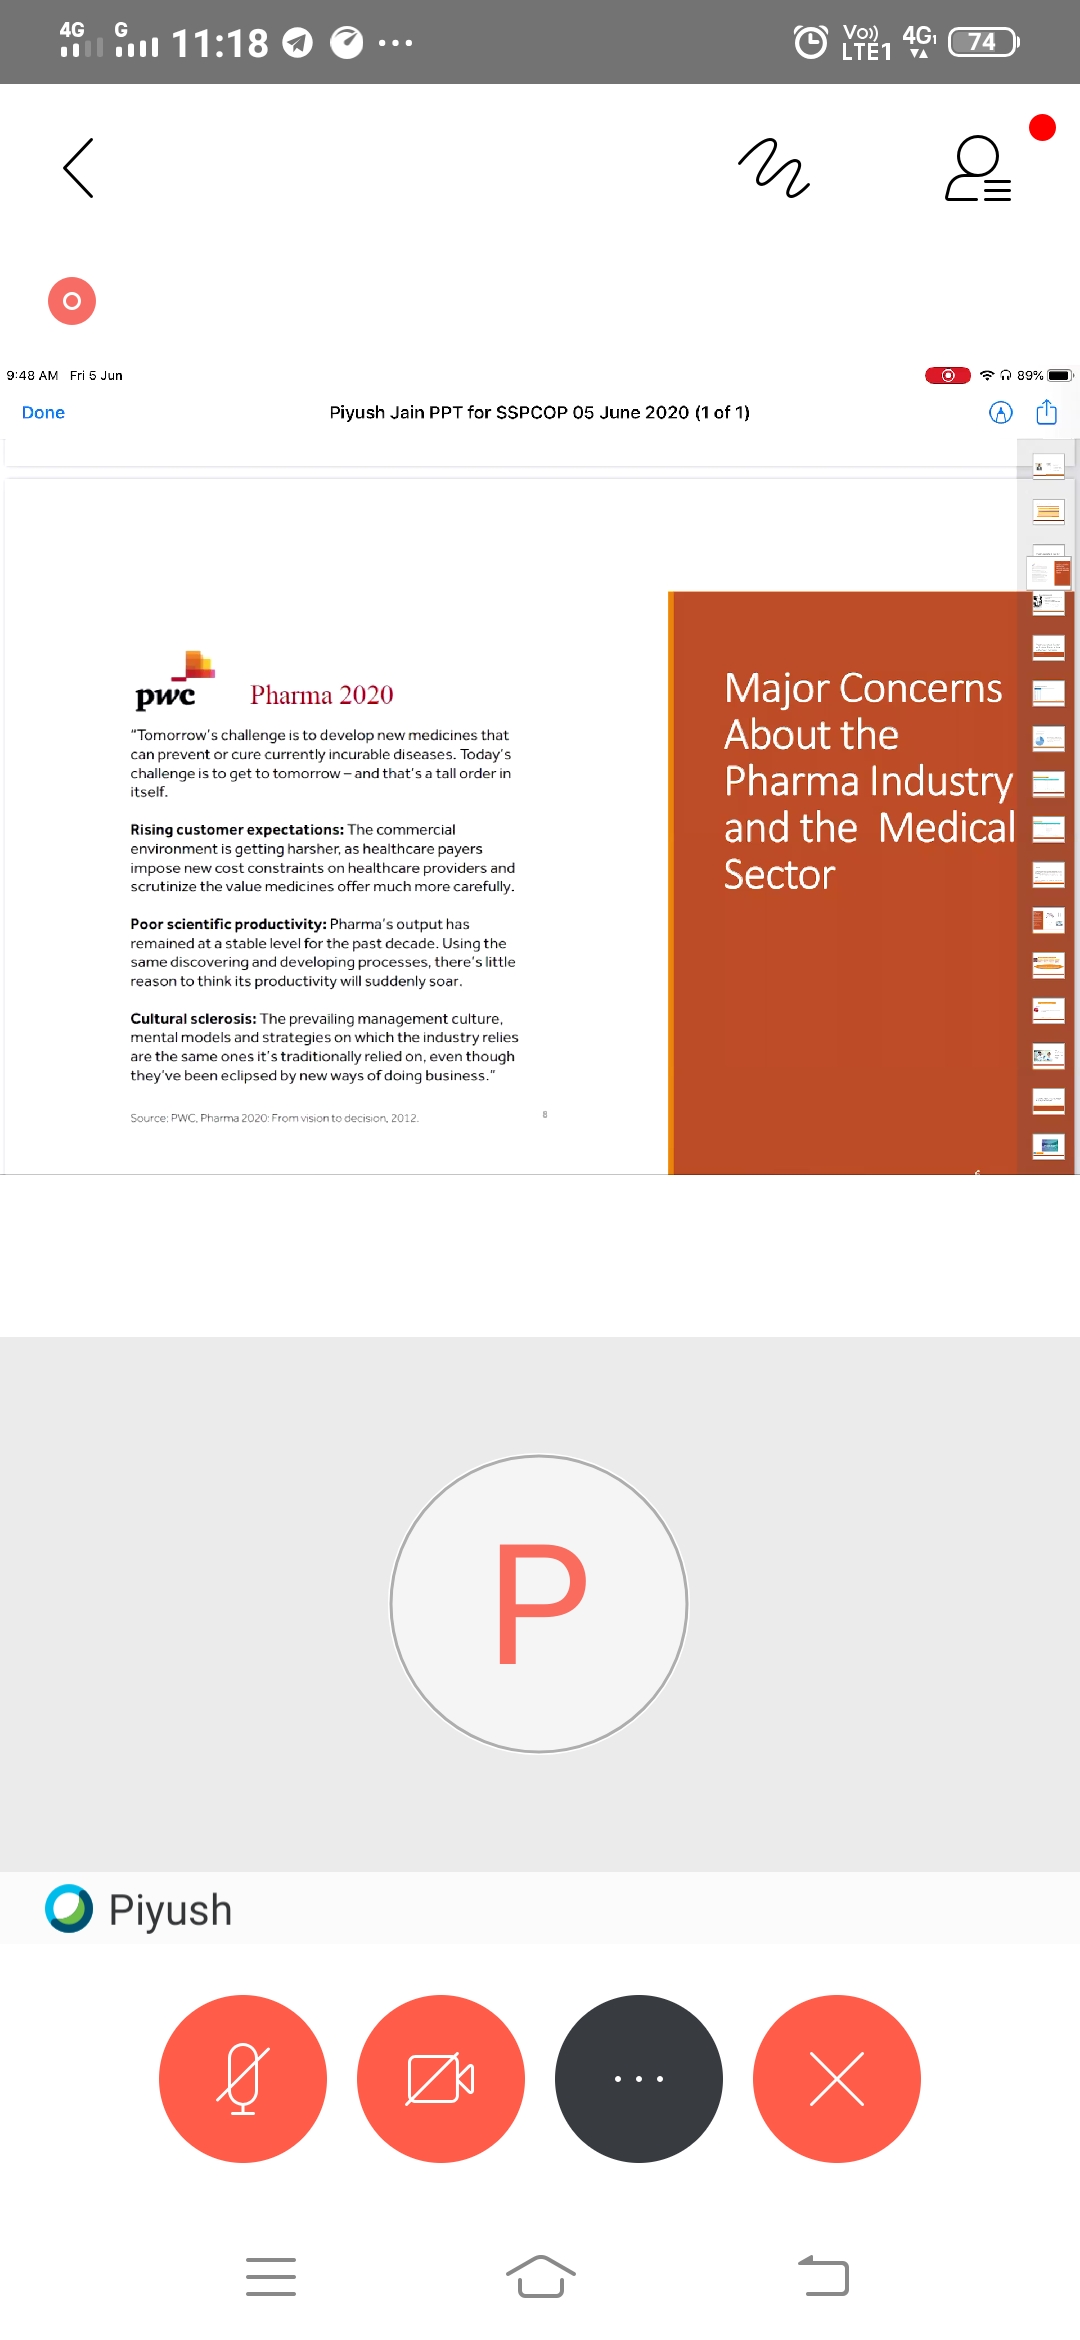 4G G 11:18 ... Vo)) LTE1 4G1 74
9:48 AM Fri 5 Jun 89%
Done Piyush Jain PPT for SSPCOP 05 June 2020 (1 of 1)
pwc Pharma 2020
“Tomorrow's challenge is to develop new medicines that
can prevent or cure currently incurable diseases. Today's
challenge is to get to tomorrow – and that's a tall order in
itself.
Rising customer expectations: The commercial
environment is getting harsher, as healthcare payers
impose new cost constraints on healthcare providers and
scrutinize the value medicines offer much more carefully.
Poor scientific productivity: Pharma's output has
remained at a stable level for the past decade. Using the
same discovering and developing processes, there's little
reason to think its productivity will suddenly soar.
Cultural sclerosis: The prevailing management culture,
mental models and strategies on which the industry relies
are the same ones it's traditionally relied on, even though
they've been eclipsed by new ways of doing business.”
Source: PWC, Pharma 2020: From vision to decision, 2012.
8
Major Concerns
About the
Pharma Industry
and the Medical
Sector
P
Piyush